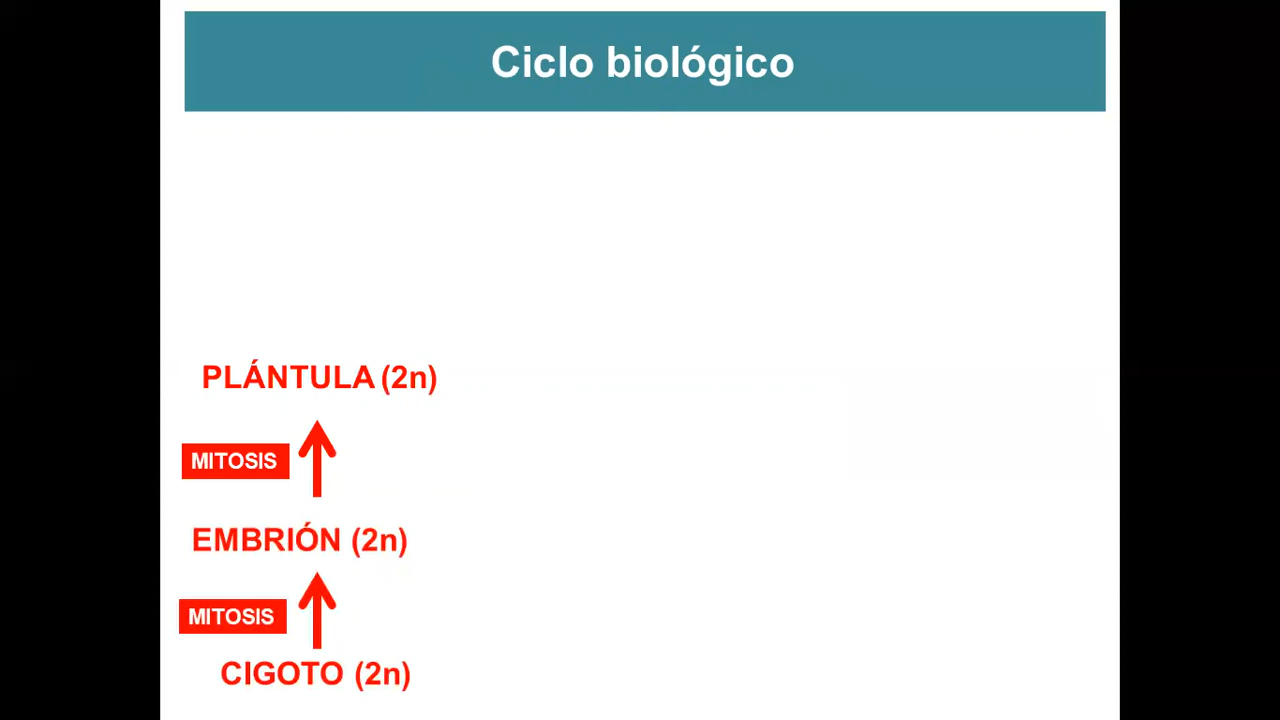 Ciclo biológico
PLÁNTULA (2n)
MITOSIS
EMBRIÓN (2n)
MITOSIS
CIGOTO (2n)